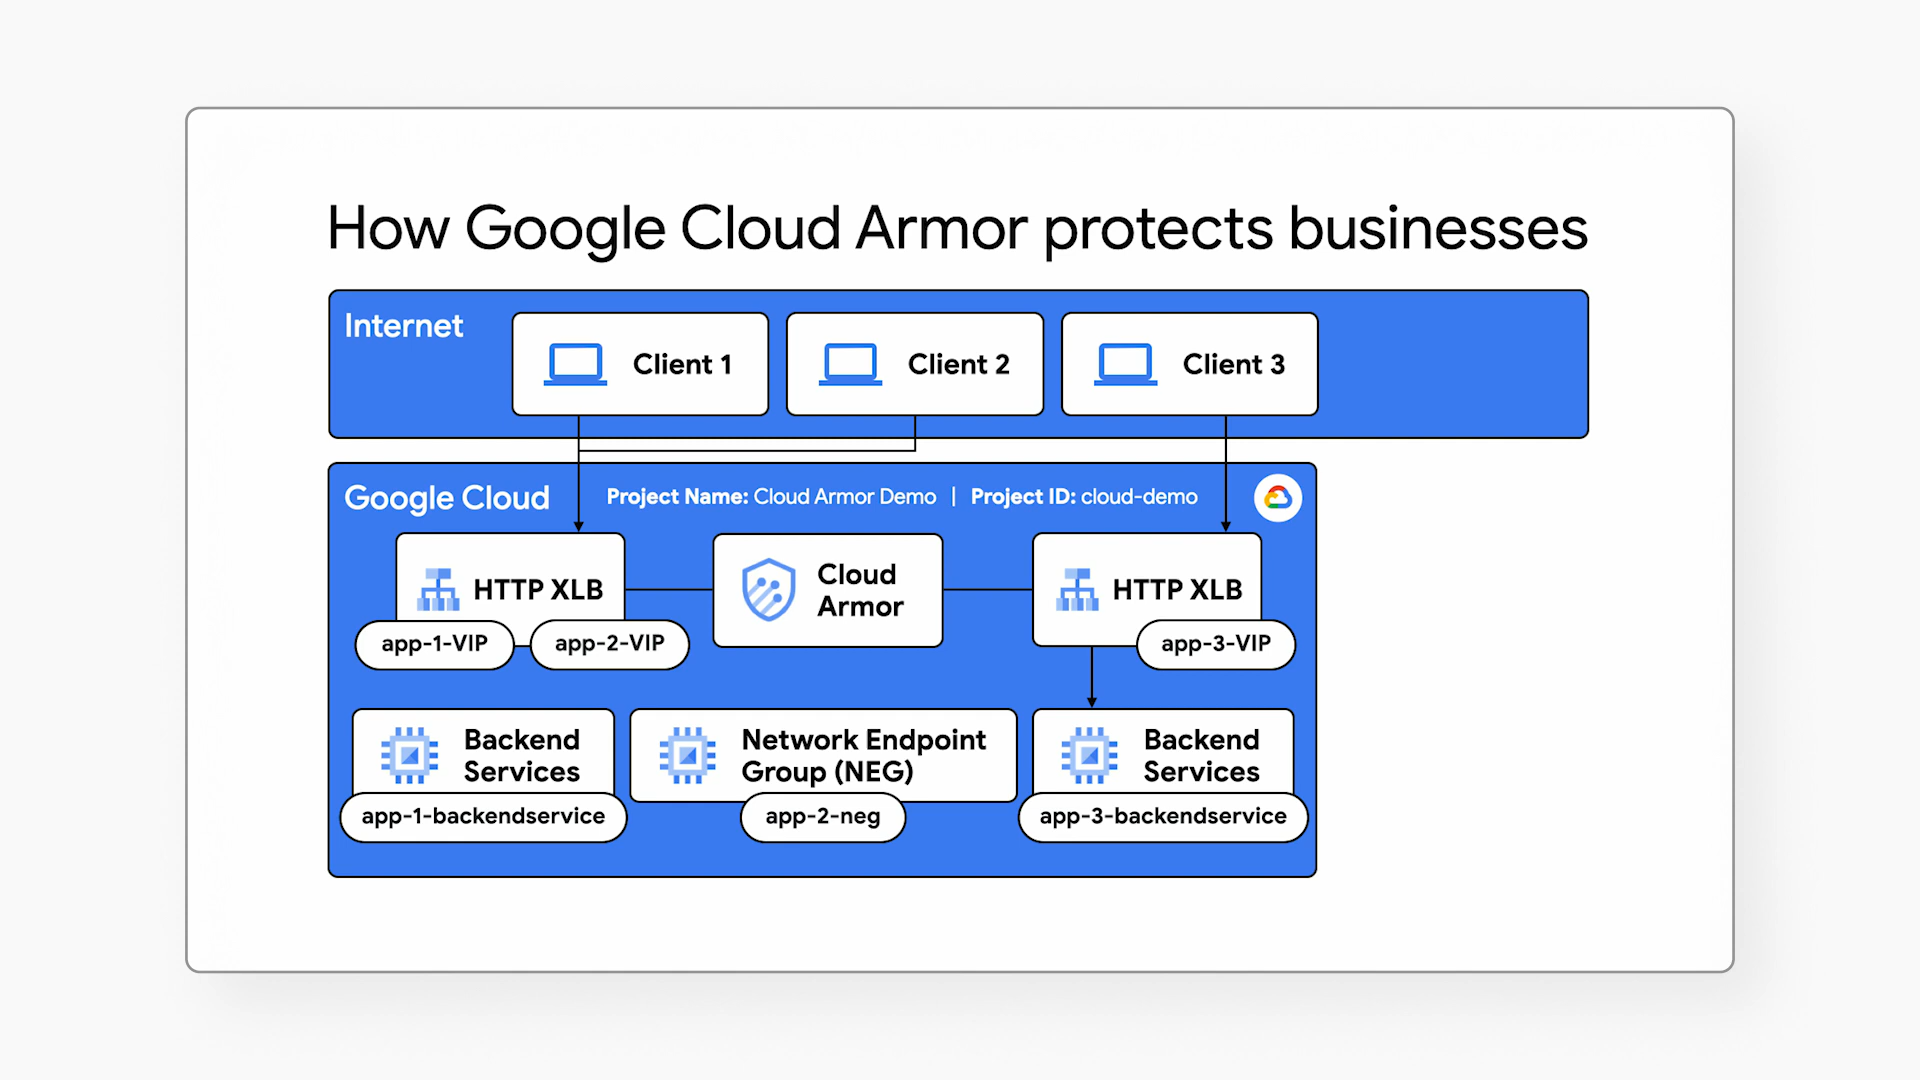 How Google Cloud Armor protects businesses
Internet
Client 1
Client 2
Client 3
Google Cloud
Project Name: Cloud Armor Demo | Project ID: cloud-demo
HTTP XLB
app-1-VIP
app-2-VIP
Cloud
Armor
HTTP XLB
app-3-VIP
Backend
Services
app-1-backendservice
Network Endpoint
Group (NEG)
app-2-neg
Backend
Services
app-3-backendservice